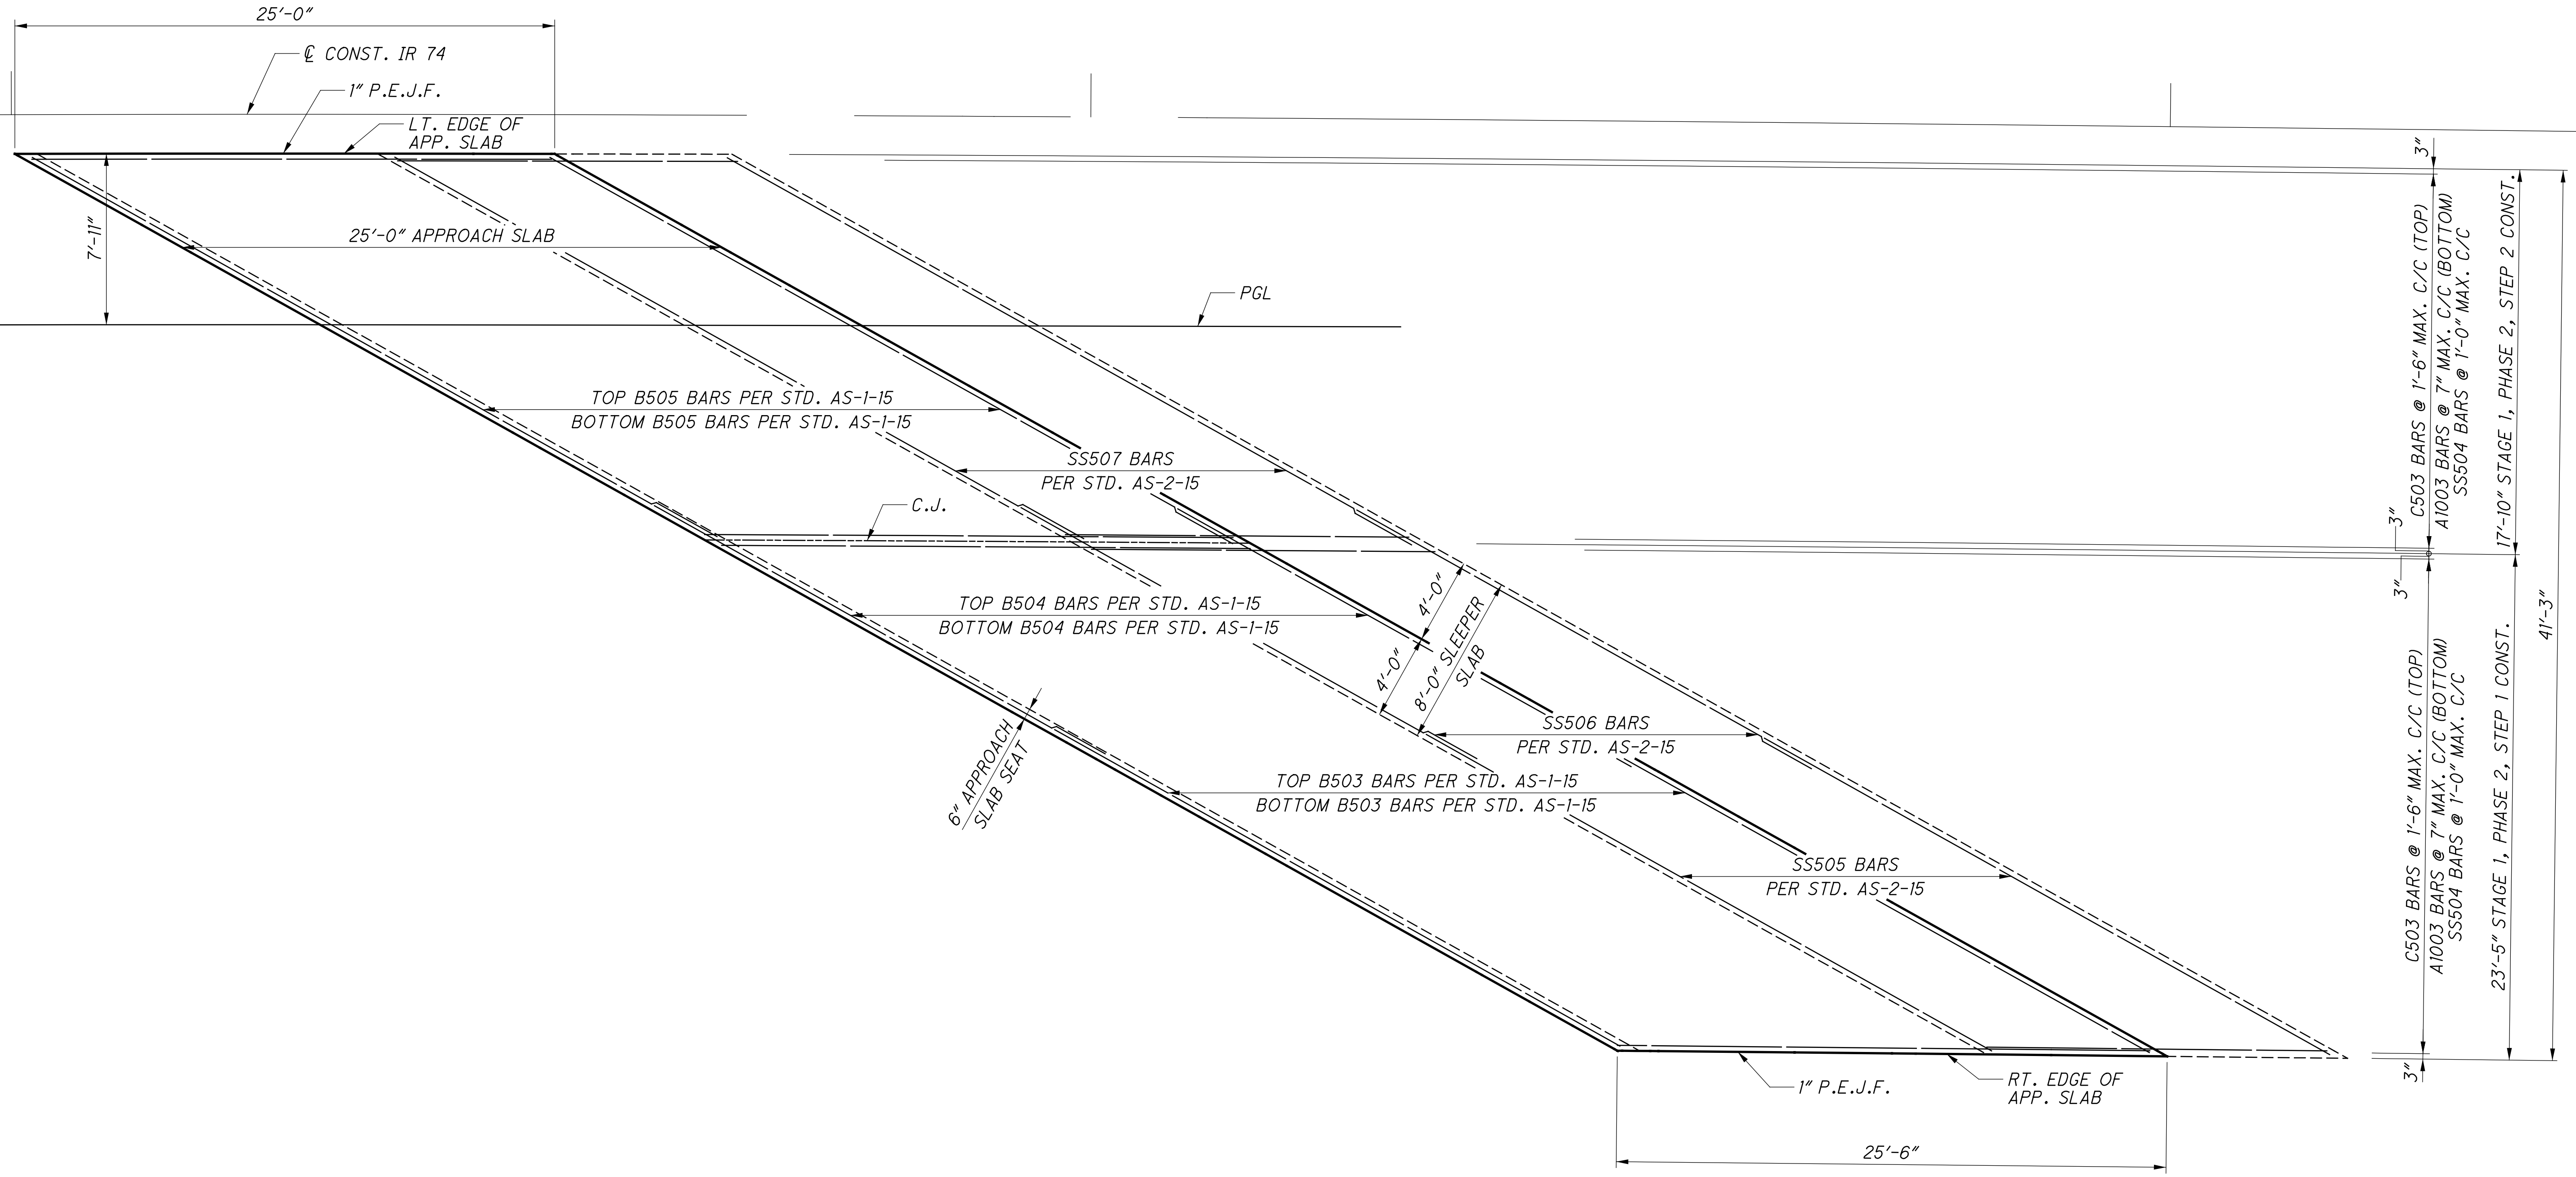 25'-0"
℄ CONST. IR 74
1" P.E.J.F.
LT. EDGE OF
APP. SLAB
7'-11"
25'-0" APPROACH SLAB
PGL
TOP B505 BARS PER STD. AS-1-15
BOTTOM B505 BARS PER STD. AS-1-15
SS507 BARS
PER STD. AS-2-15
C.J.
TOP B504 BARS PER STD. AS-1-15
BOTTOM B504 BARS PER STD. AS-1-15
4'-0"
4'-0"
8'-0" SLEEPER
SLAB
6" APPROACH
SLAB SEAT
SS506 BARS
PER STD. AS-2-15
TOP B503 BARS PER STD. AS-1-15
BOTTOM B503 BARS PER STD. AS-1-15
SS505 BARS
PER STD. AS-2-15
1" P.E.J.F.
RT. EDGE OF
APP. SLAB
25'-6"
3"
C503 BARS @ 1'-6" MAX. C/C (TOP)
A1003 BARS @ 7" MAX. C/C (BOTTOM)
SS504 BARS @ 1'-0" MAX. C/C
17'-10" STAGE 1, PHASE 2, STEP 2 CONST.
3"
3"
41'-3"
C503 BARS @ 1'-6" MAX. C/C (TOP)
A1003 BARS @ 7" MAX. C/C (BOTTOM)
SS504 BARS @ 1'-0" MAX. C/C
23'-5" STAGE 1, PHASE 2, STEP 1 CONST.
3"